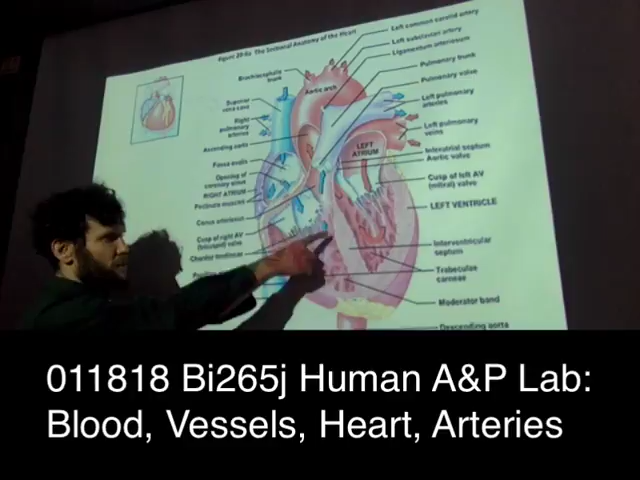 Figure 20-6a The Sectional Anatomy of the Heart
Left common carotid artery
Left subclavian artery
Ligamentum arteriosum
Brachiocephalic
trunk
Pulmonary trunk
Aortic arch
Pulmonary valve
Superior
vena cava
Left pulmonary
arteries
Right
pulmonary
arteries
Left pulmonary
veins
Ascending aorta
LEFT
ATRIUM
Interatrial septum
Aortic valve
Fossa ovalis
Opening of
coronary sinus
Cusp of left AV
(mitral) valve
RIGHT ATRIUM
Pectinate muscles
LEFT VENTRICLE
Conus arteriosus
Cusp of right AV
(tricuspid) valve
Interventricular
septum
Chordae tendineae
Trabeculae
carneae
Moderator band
Descending aorta
011818 Bi265j Human A&P Lab:
Blood, Vessels, Heart, Arteries